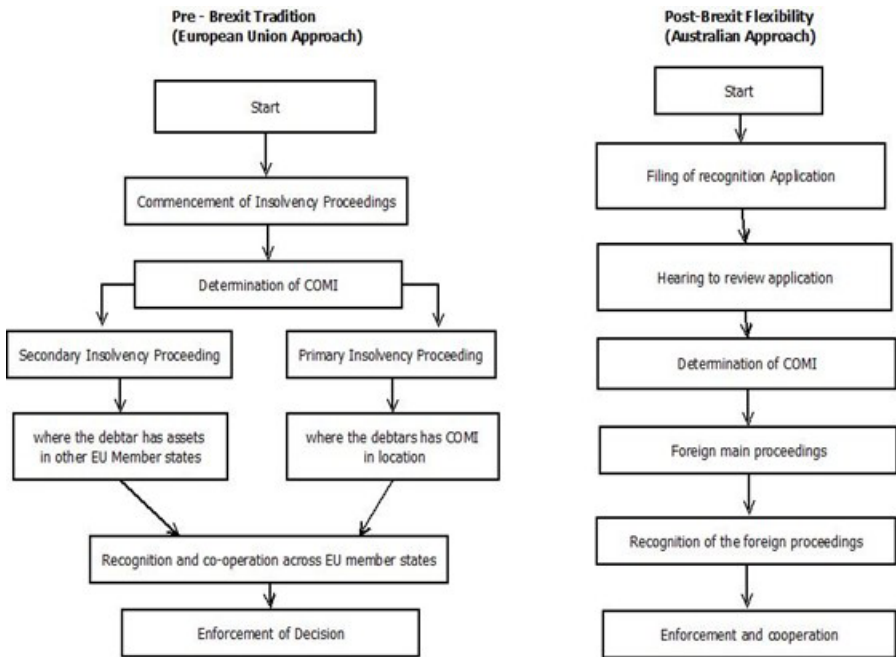 Pre - Brexit Tradition
(European Union Approach)
Start
Commencement of Insolvency Proceedings
Determination of COMI
Secondary Insolvency Proceeding
Primary Insolvency Proceeding
where the debtar has assets
in other EU Member states
where the debtars has COMI
in location
Recognition and co-operation across EU member states
Enforcement of Decision
Post-Brexit Flexibility
(Australian Approach)
Start
Filing of recognition Application
Hearing to review application
Determination of COMI
Foreign main proceedings
Recognition of the foreign proceedings
Enforcement and cooperation